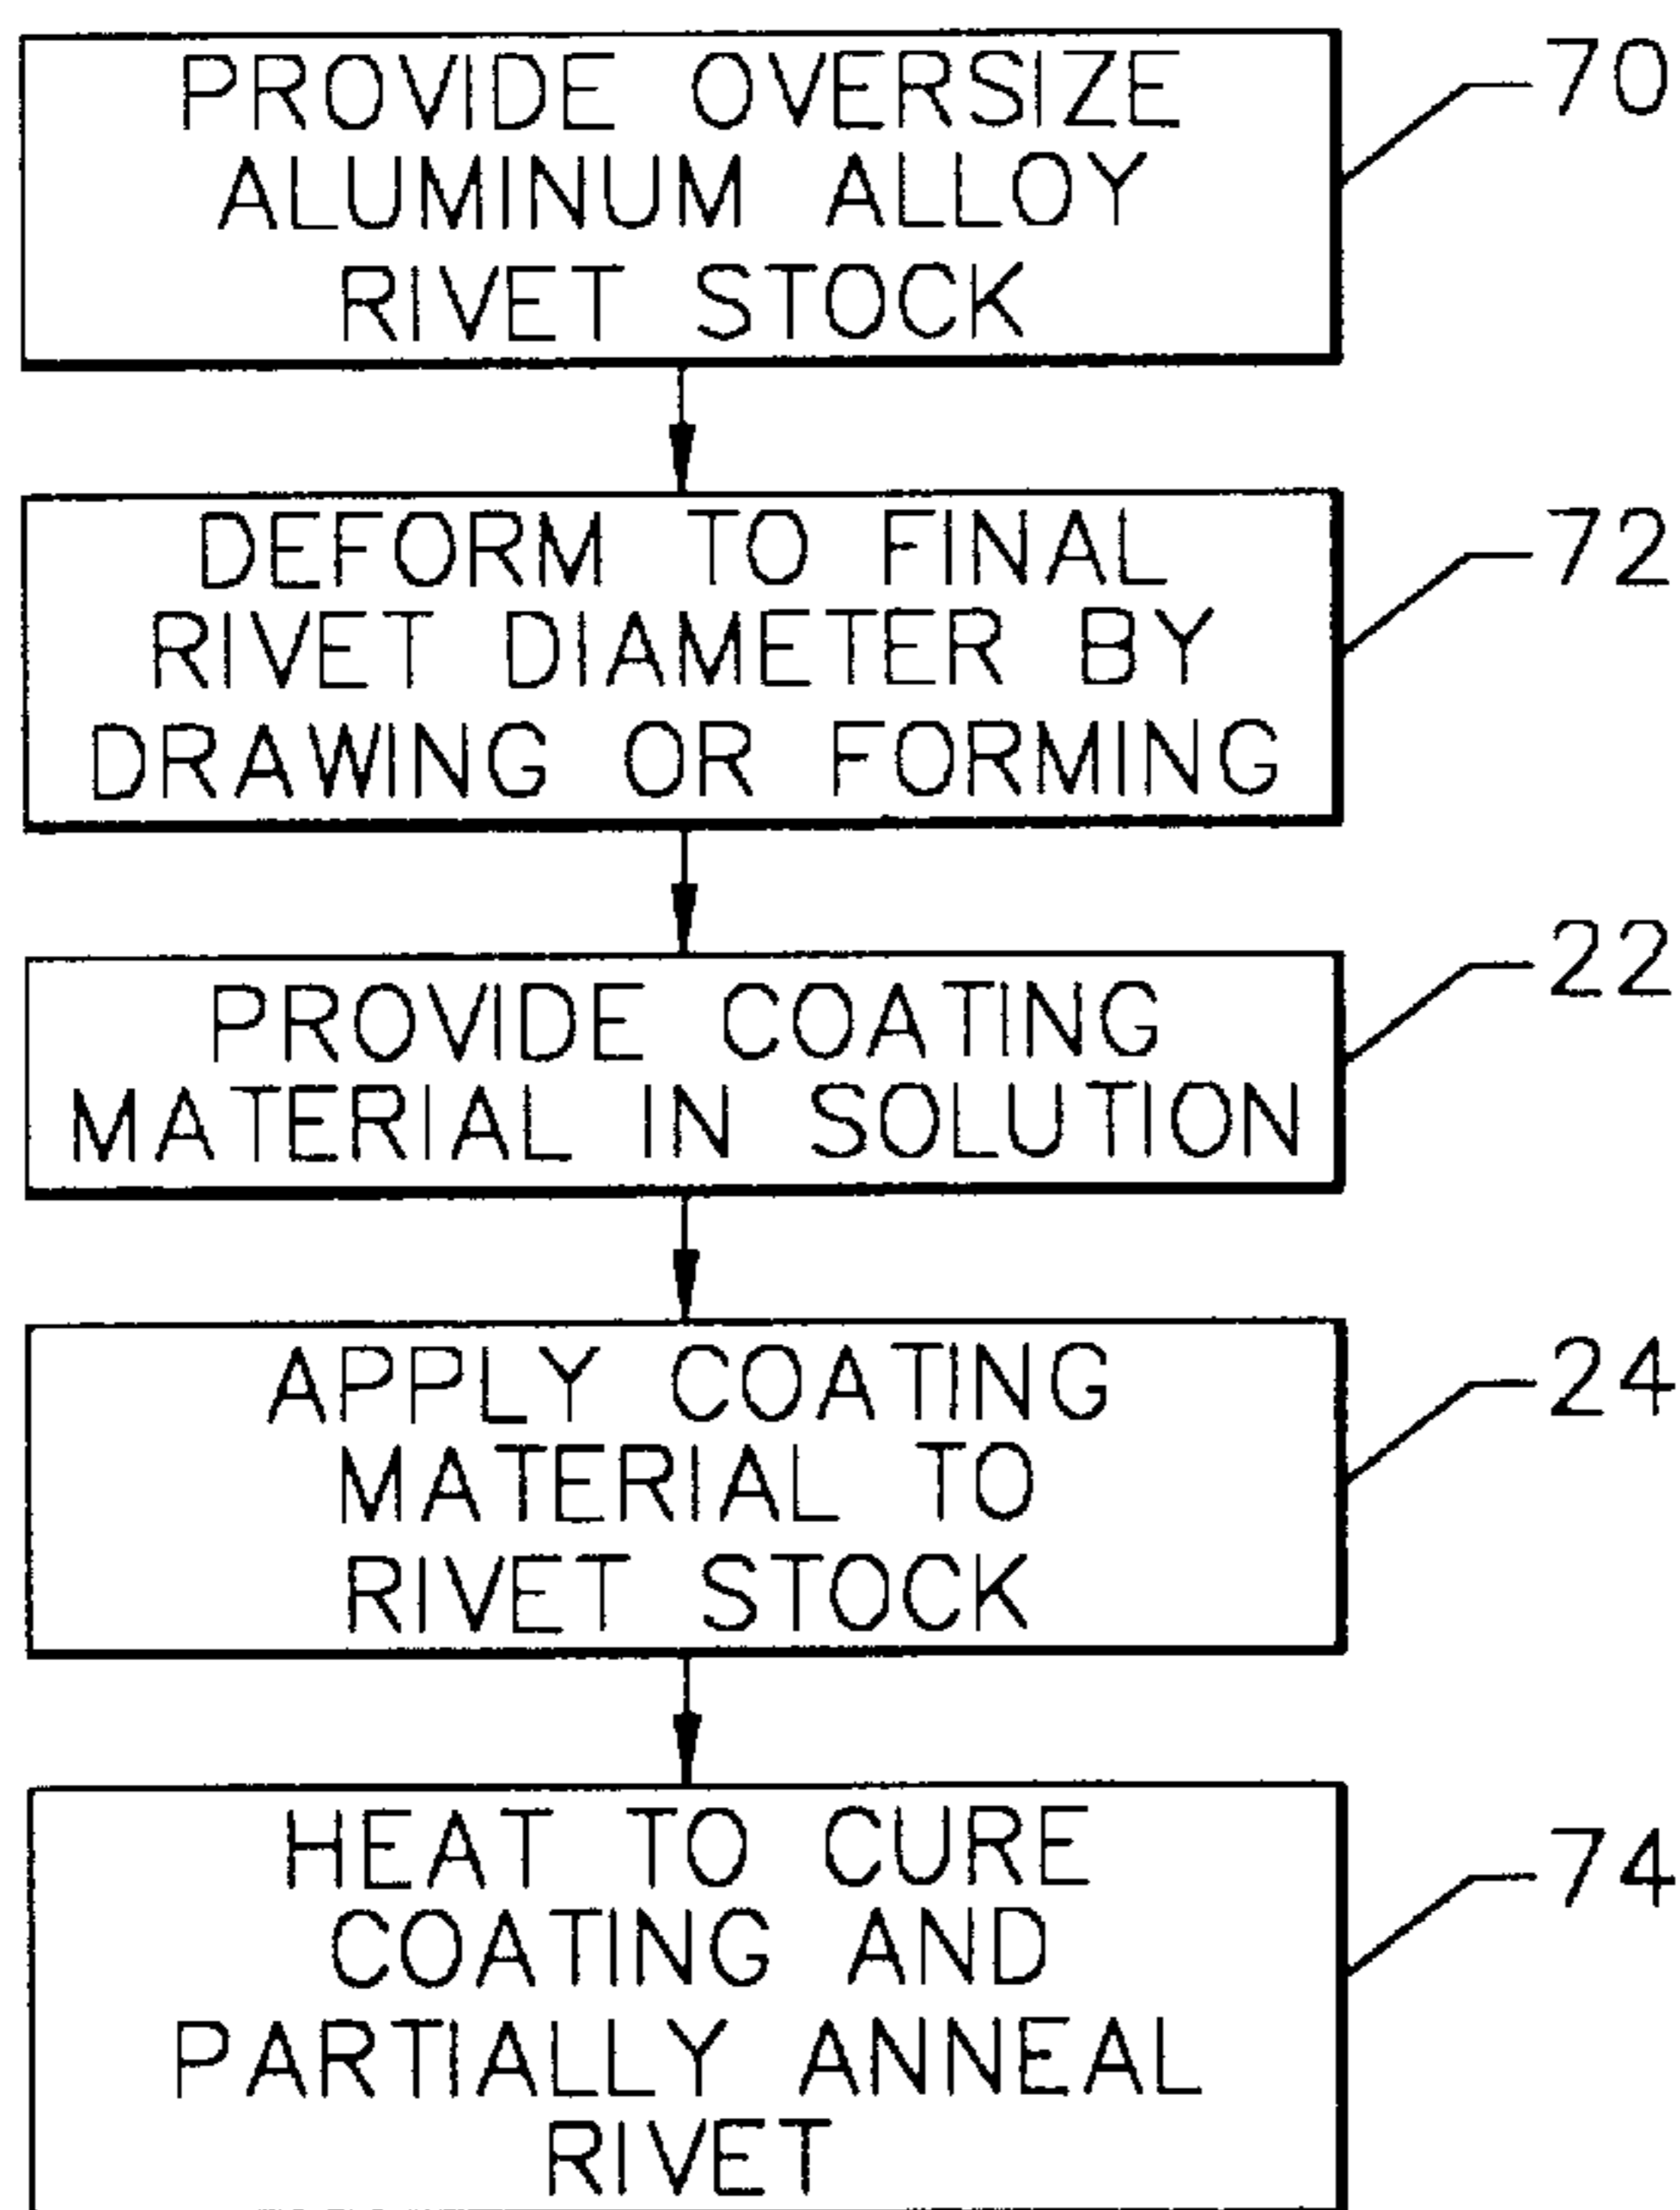 PROVIDE OVERSIZE
ALUMINUM ALLOY
RIVET STOCK
70
DEFORM TO FINAL
RIVET DIAMETER BY
DRAWING OR FORMING
72
PROVIDE COATING
MATERIAL IN SOLUTION
22
APPLY COATING
MATERIAL TO
RIVET STOCK
24
HEAT TO CURE
COATING AND
PARTIALLY ANNEAL
RIVET
74